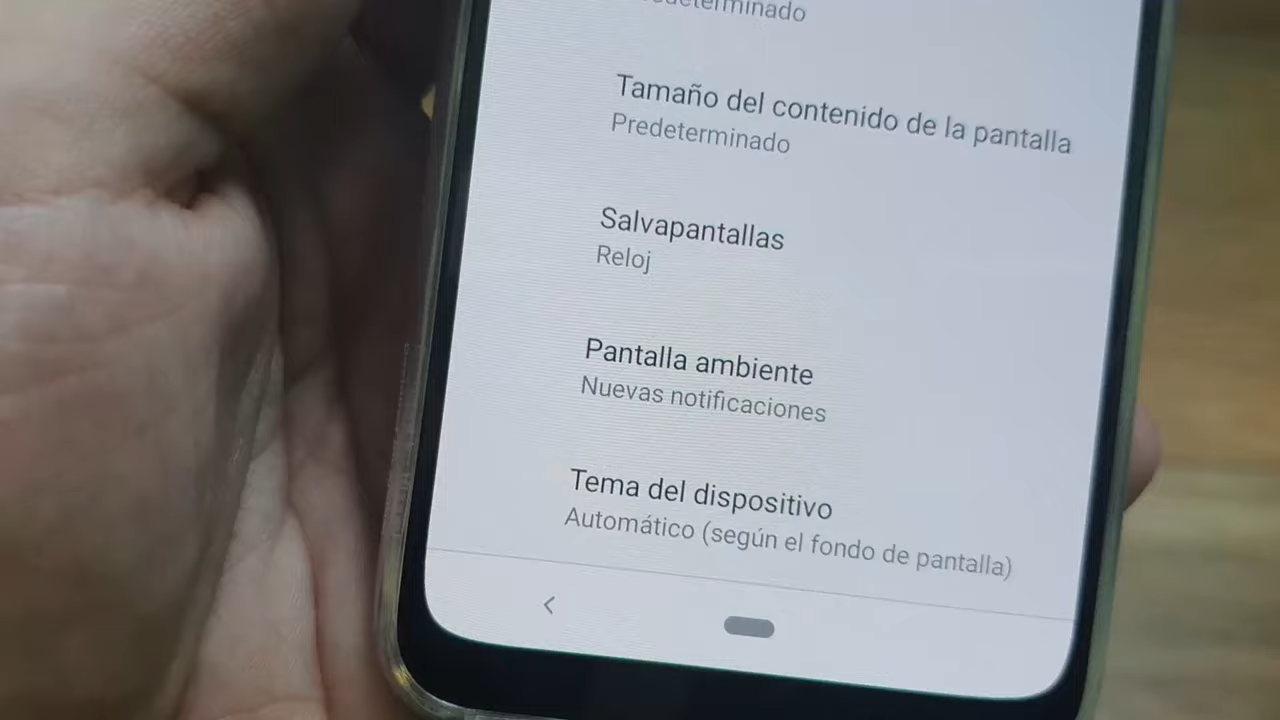 Tamaño del contenido de la pantalla
Predeterminado
Salvapantallas
Reloj
Pantalla ambiente
Nuevas notificaciones
Tema del dispositivo
Automático (según el fondo de pantalla)